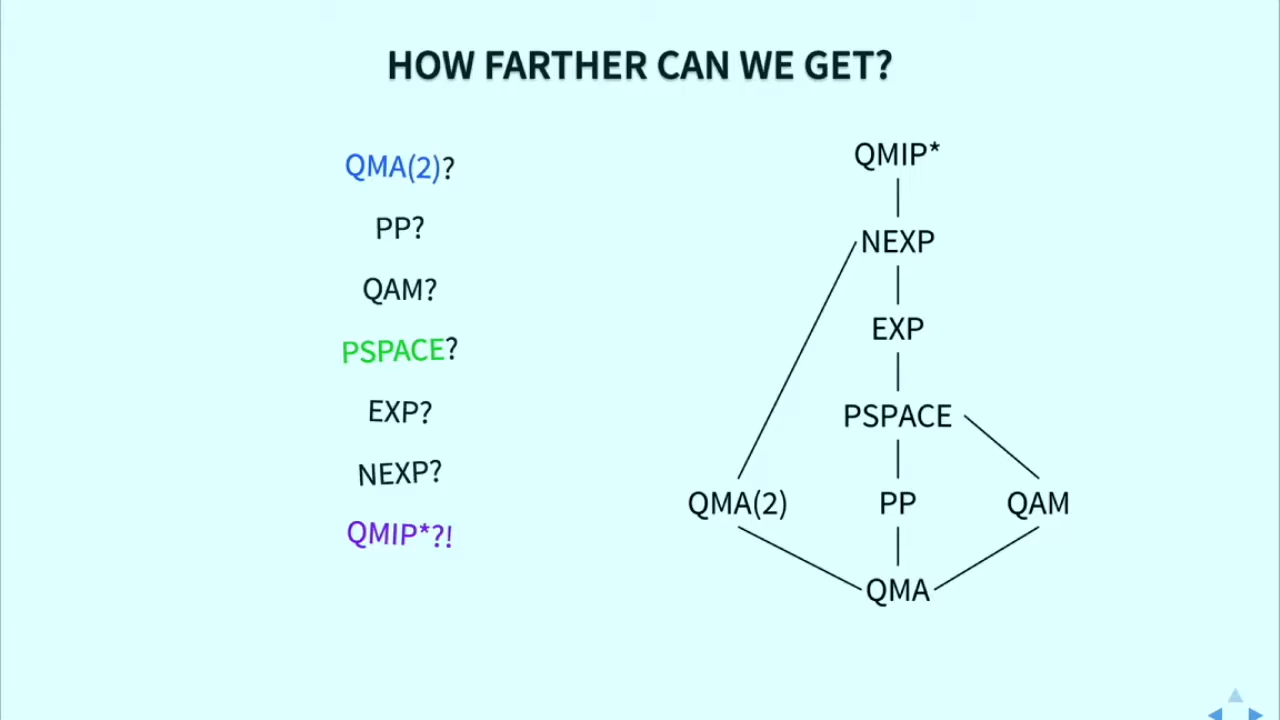 HOW FARTHER CAN WE GET?
QMA(2)?
PP?
QAM?
PSPACE?
EXP?
NEXP?
QMIP*?!
QMIP*
NEXP
EXP
PSPACE
QMA(2) PP QAM
QMA